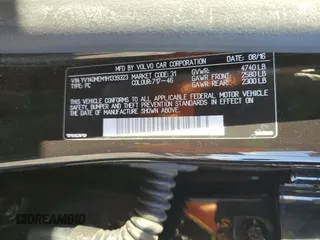 MFD BY VOLVO CAR CORPORATION DATE: 08/16
VIN: YV140MEM1H1039323 MARKET CODE: 31 GVWR: 4740 LB
TYPE: PC COLOUR: 717-46 GAWR FRONT: 2580 LB
GAWR REAR: 2300 LB
THIS VEHICLE CONFORMS TO ALL APPLICABLE FEDERAL MOTOR VEHICLE SAFETY,
BUMPER, AND THEFT PREVENTION STANDARDS IN EFFECT ON THE
DATE OF MANUFACTURE SHOWN ABOVE.
VOLVO
DREAMBID